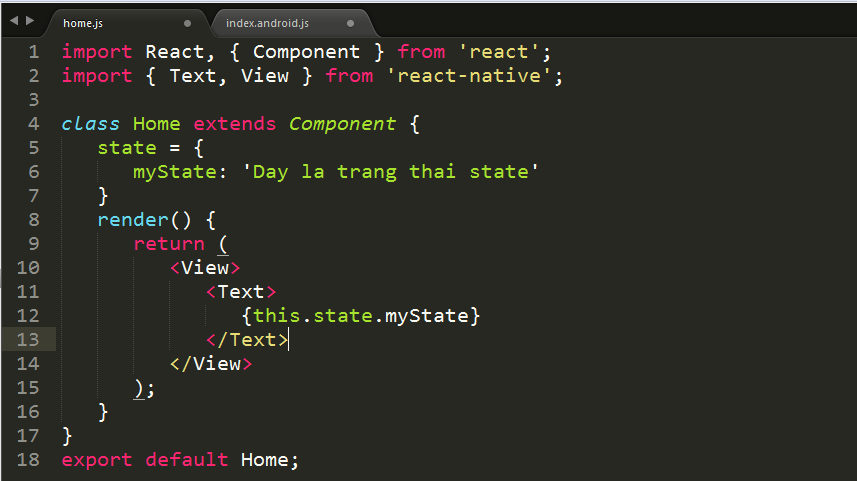 home.js
index.android.js
1 import React, { Component } from 'react';
2 import { Text, View } from 'react-native';
3
4 class Home extends Component {
5    state = {
6       myState: 'Day la trang thai state'
7    }
8    render() {
9       return (
10          <View>
11             <Text>
12                {this.state.myState}
13             </Text>
14          </View>
15       );
16    }
17 }
18 export default Home;